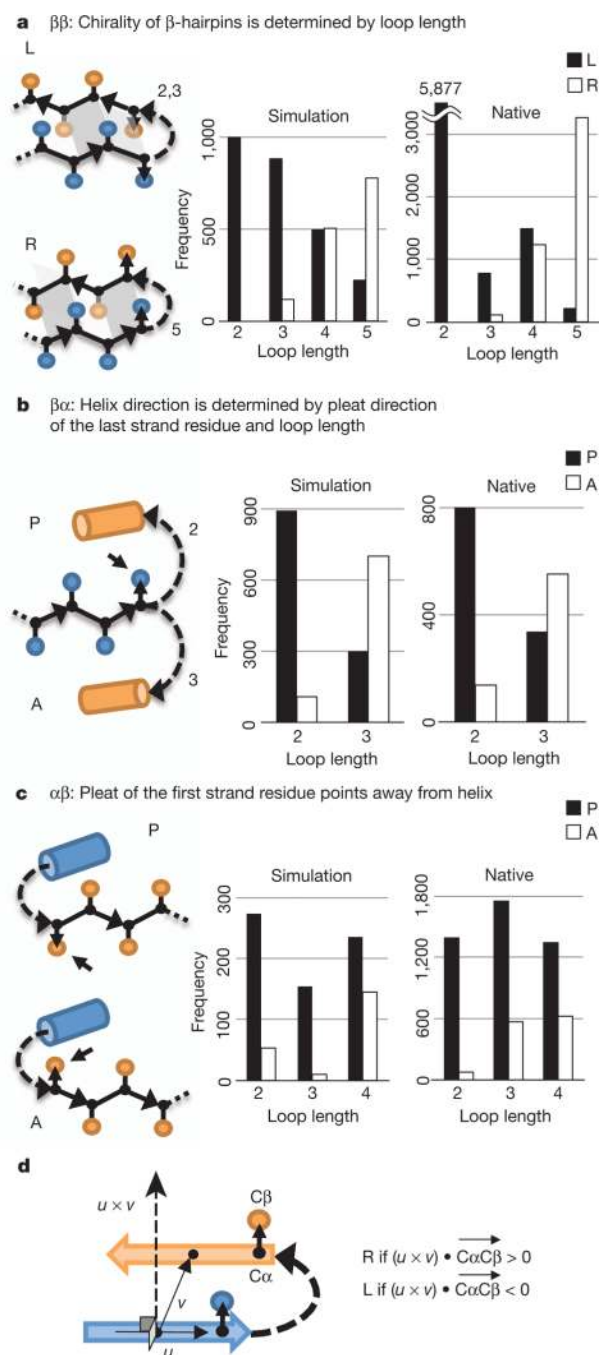 a ββ: Chirality of β-hairpins is determined by loop length
L
2,3
R
5
L
R
Simulation
Frequency
1,000
500
0
2 3 4 5
Loop length
5,877
Native
3,000
2,000
1,000
0
2 3 4 5
Loop length
b βα: Helix direction is determined by pleat direction
of the last strand residue and loop length
P
2
3
A
P
A
Simulation
Frequency
900
600
300
0
2 3
Loop length
Native
800
400
0
2 3
Loop length
c αβ: Pleat of the first strand residue points away from helix
P
A
P
A
Simulation
Frequency
300
200
100
0
2 3 4
Loop length
Native
1,800
1,200
600
0
2 3 4
Loop length
d
u × v
Cβ
Cα
v
u
R if (u × v) • CαCβ > 0
L if (u × v) • CαCβ < 0